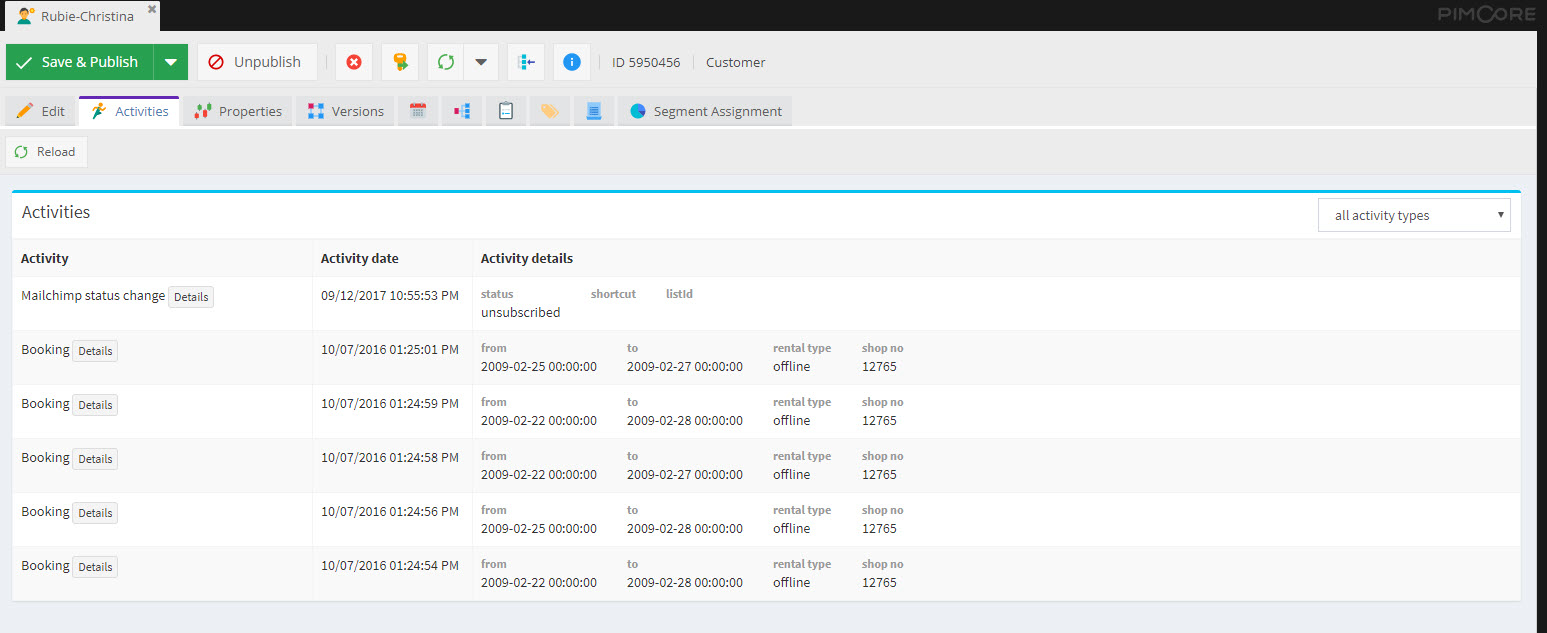 Rubie-Christina
PIMCORE
Save & Publish Unpublish ID 5950456 Customer
Edit Activities Properties Versions Segment Assignment
Reload
Activities
all activity types
Activity Activity date Activity details
Mailchimp status change Details 09/12/2017 10:55:53 PM status shortcut listId
unsubscribed
Booking Details 10/07/2016 01:25:01 PM from to rental type shop no
2009-02-25 00:00:00 2009-02-27 00:00:00 offline 12765
Booking Details 10/07/2016 01:24:59 PM from to rental type shop no
2009-02-22 00:00:00 2009-02-28 00:00:00 offline 12765
Booking Details 10/07/2016 01:24:58 PM from to rental type shop no
2009-02-22 00:00:00 2009-02-27 00:00:00 offline 12765
Booking Details 10/07/2016 01:24:56 PM from to rental type shop no
2009-02-25 00:00:00 2009-02-28 00:00:00 offline 12765
Booking Details 10/07/2016 01:24:54 PM from to rental type shop no
2009-02-22 00:00:00 2009-02-28 00:00:00 offline 12765